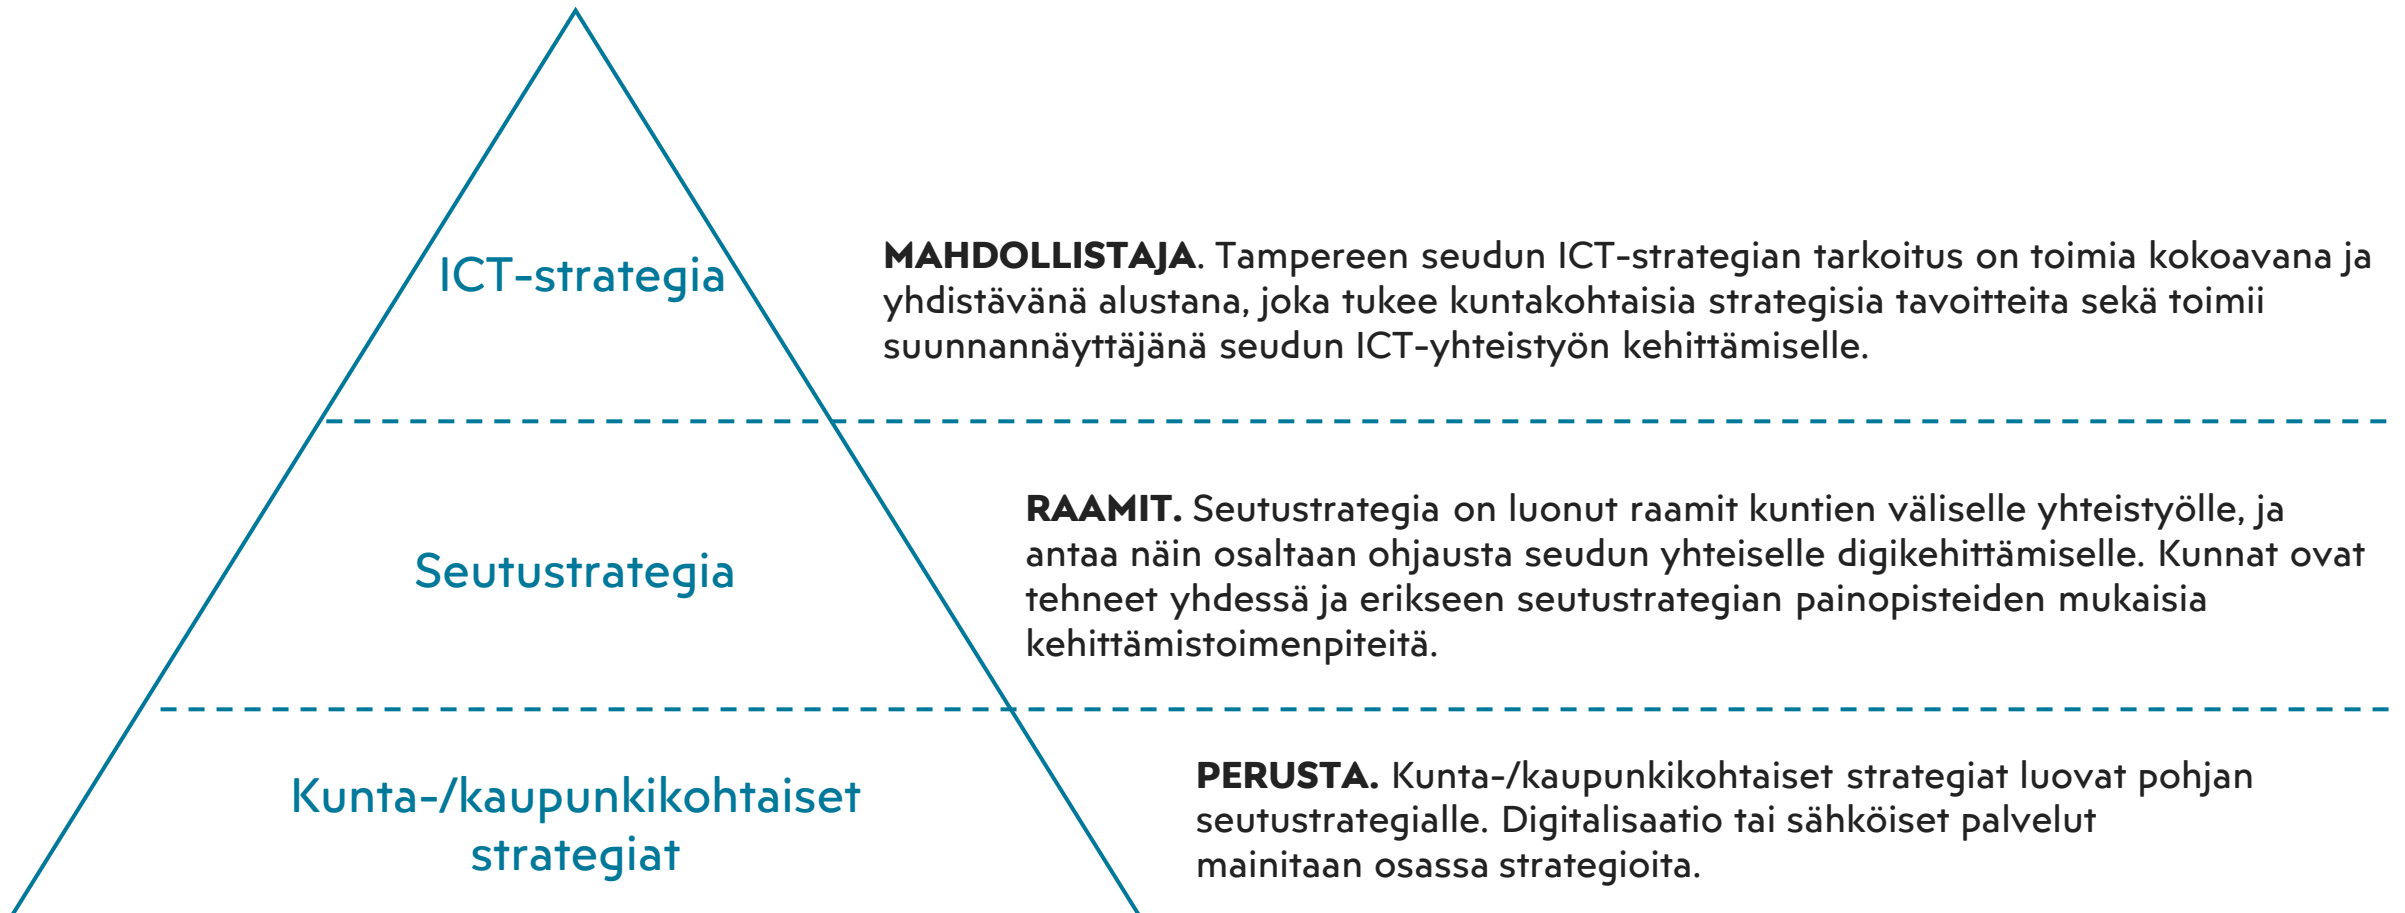 ICT-strategia
MAHDOLLISTAJA. Tampereen seudun ICT-strategian tarkoitus on toimia kokoavana ja
yhdistävänä alustana, joka tukee kuntakohtaisia strategisia tavoitteita sekä toimii
suunnannäyttäjänä seudun ICT-yhteistyön kehittämiselle.
Seutustrategia
RAAMIT. Seutustrategia on luonut raamit kuntien väliselle yhteistyölle, ja
antaa näin osaltaan ohjausta seudun yhteiselle digikehittämiselle. Kunnat ovat
tehneet yhdessä ja erikseen seutustrategian painopisteiden mukaisia
kehittämistoimenpiteitä.
Kunta-/kaupunkikohtaiset
strategiat
PERUSTA. Kunta-/kaupunkikohtaiset strategiat luovat pohjan
seutustrategialle. Digitalisaatio tai sähköiset palvelut
mainitaan osassa strategioita.